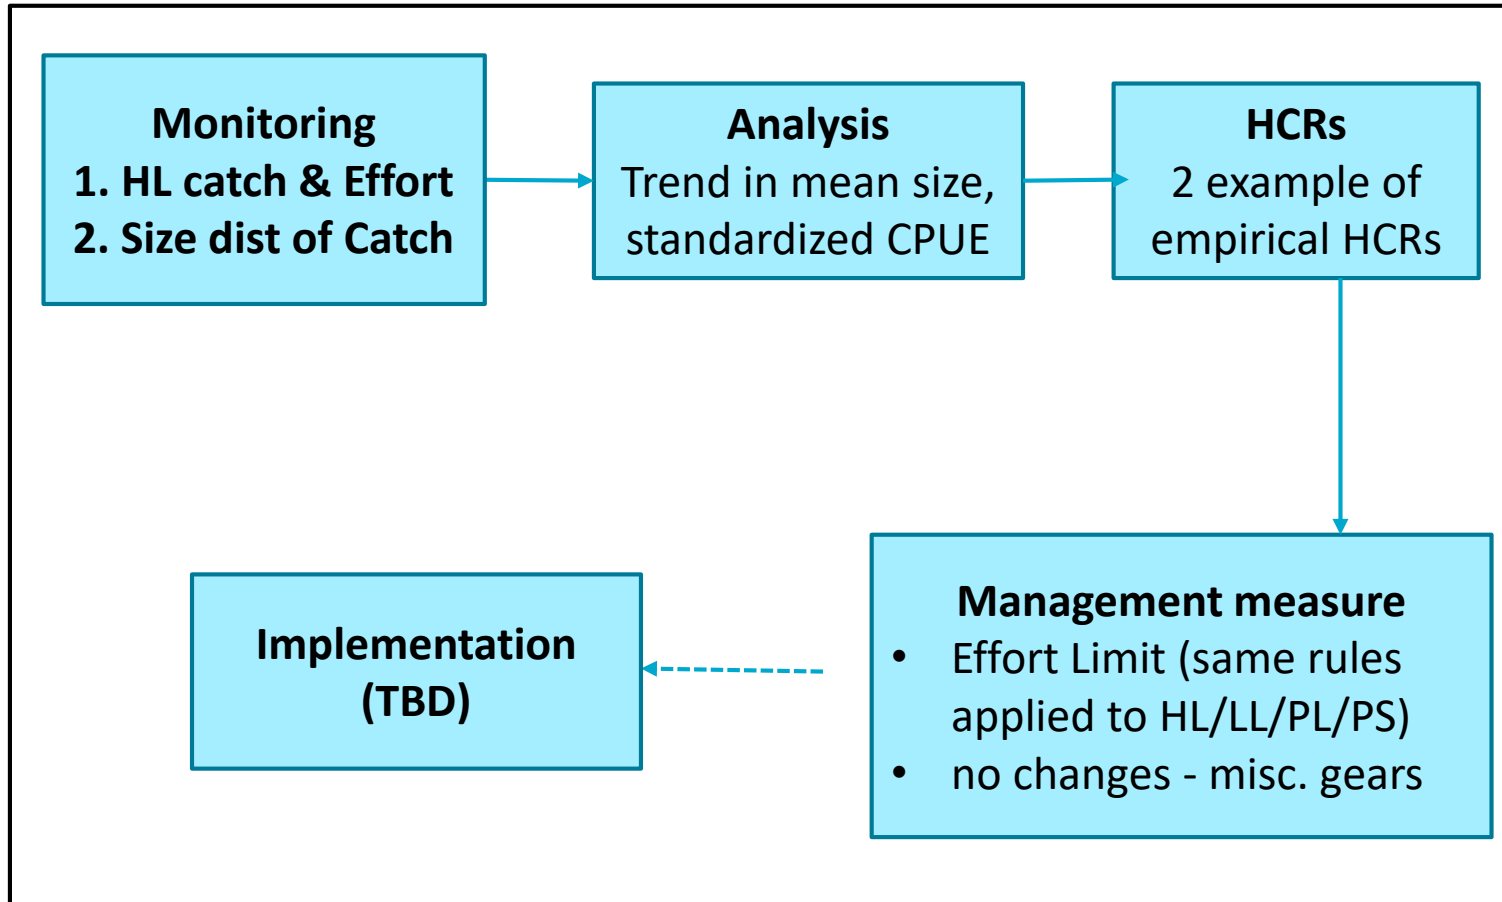 Monitoring
1. HL catch & Effort
2. Size dist of Catch
Analysis
Trend in mean size,
standardized CPUE
HCRs
2 example of
empirical HCRs
Management measure
• Effort Limit (same rules
applied to HL/LL/PL/PS)
• no changes - misc. gears
Implementation
(TBD)